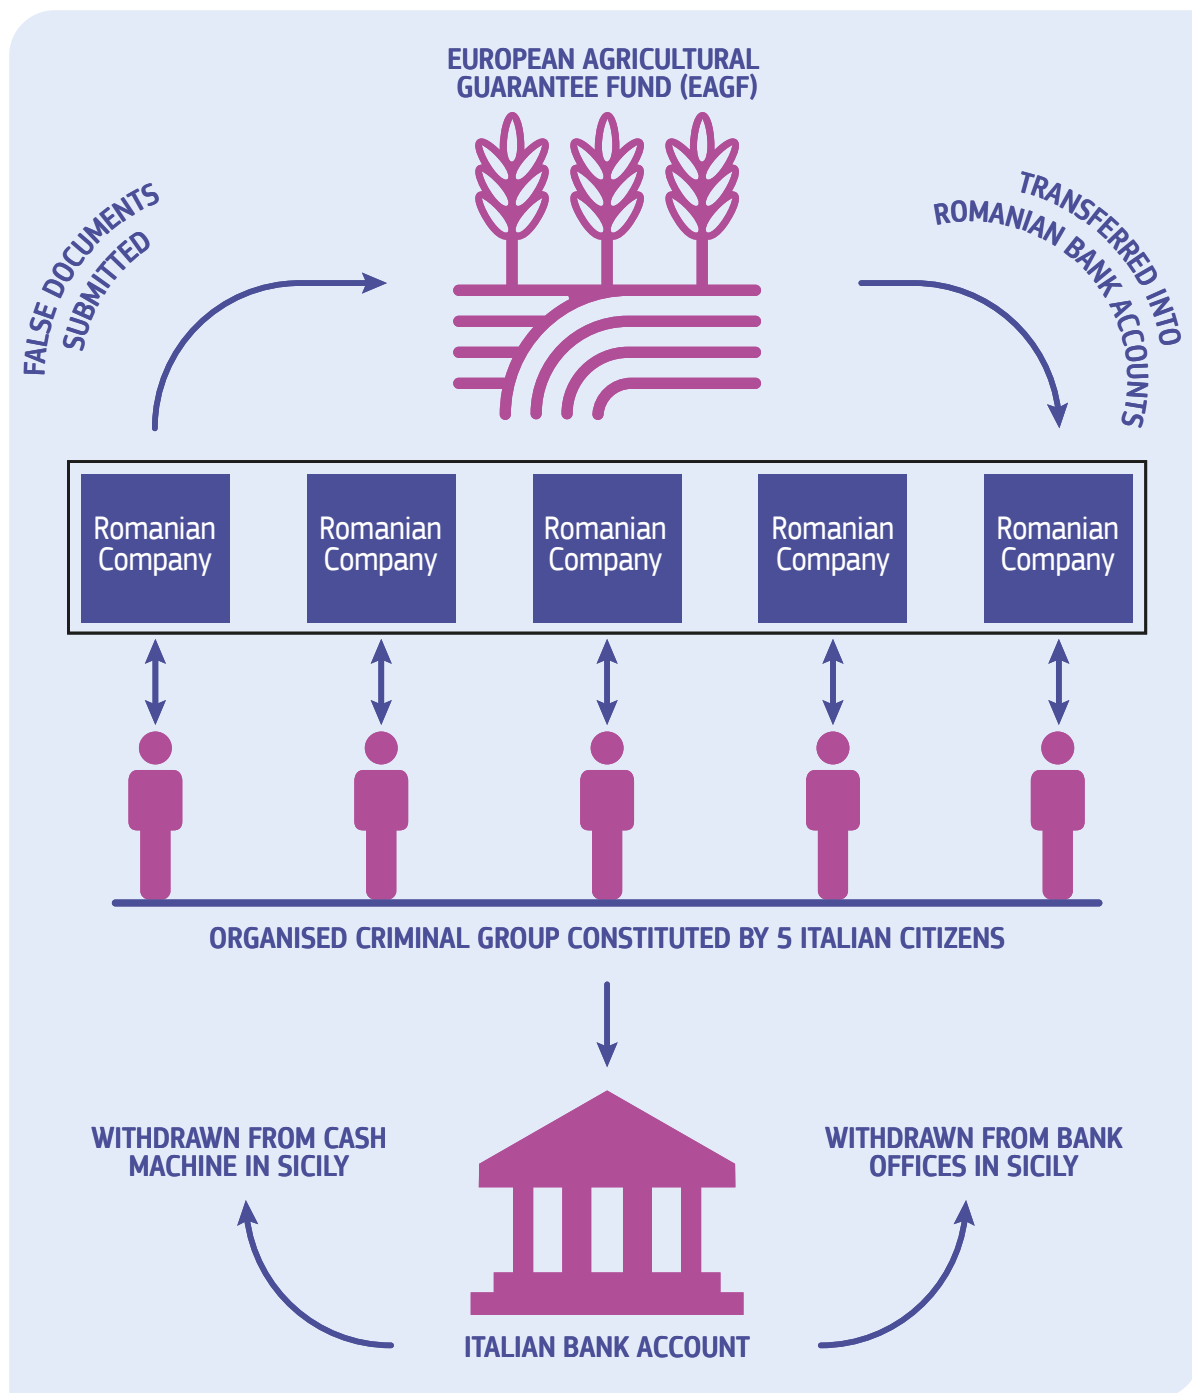 EUROPEAN AGRICULTURAL
GUARANTEE FUND (EAGF)
FALSE DOCUMENTS
SUBMITTED
TRANSFERRED INTO
ROMANIAN BANK ACCOUNTS
Romanian
Company
Romanian
Company
Romanian
Company
Romanian
Company
Romanian
Company
ORGANISED CRIMINAL GROUP CONSTITUTED BY 5 ITALIAN CITIZENS
WITHDRAWN FROM CASH
MACHINE IN SICILY
WITHDRAWN FROM BANK
OFFICES IN SICILY
ITALIAN BANK ACCOUNT